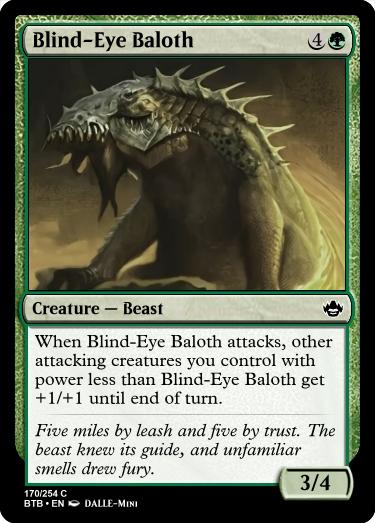 Blind-Eye Baloth 4
Creature — Beast
When Blind-Eye Baloth attacks, other
attacking creatures you control with
power less than Blind-Eye Baloth get
+1/+1 until end of turn.
Five miles by leash and five by trust. The
beast knew its guide, and unfamiliar
smells drew fury.
3/4
170/254 C
BTB • EN DALLE-Mini